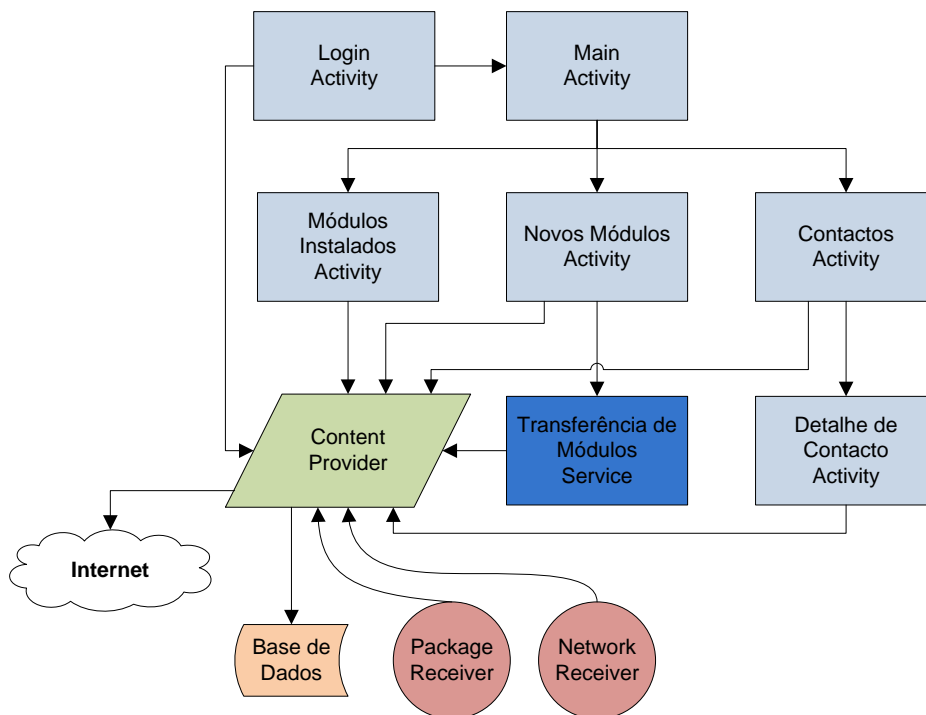 Login
Activity
Main
Activity
Módulos
Instalados
Activity
Novos Módulos
Activity
Contactos
Activity
Content
Provider
Transferência de
Módulos
Service
Detalhe de
Contacto
Activity
Internet
Base de
Dados
Package
Receiver
Network
Receiver